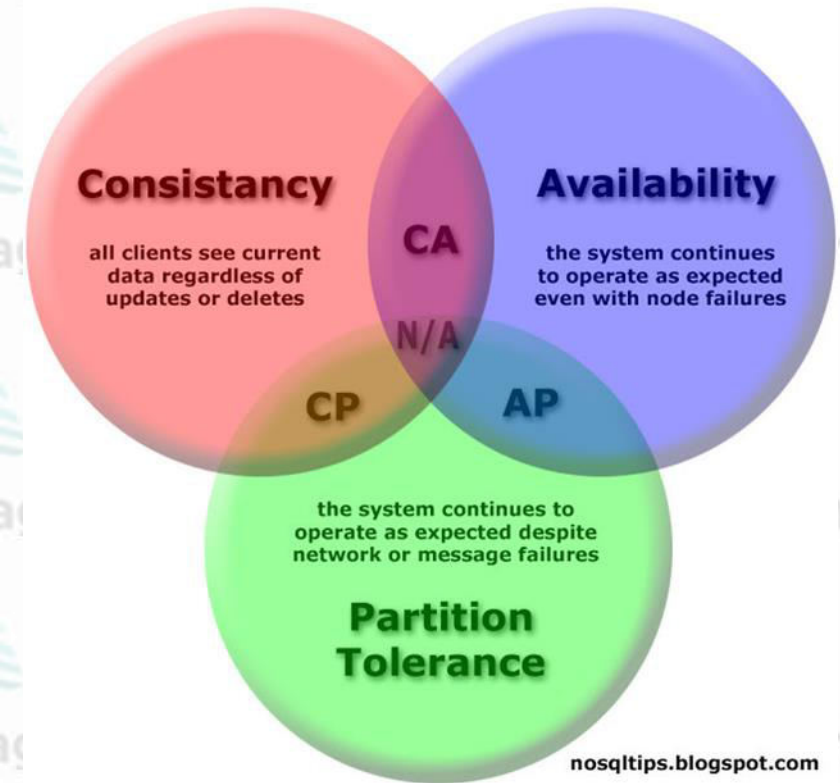 Consistancy
all clients see current
data regardless of
updates or deletes
Availability
the system continues
to operate as expected
even with node failures
CA
N/A
CP
AP
the system continues to
operate as expected despite
network or message failures
Partition
Tolerance
nosqltips.blogspot.com